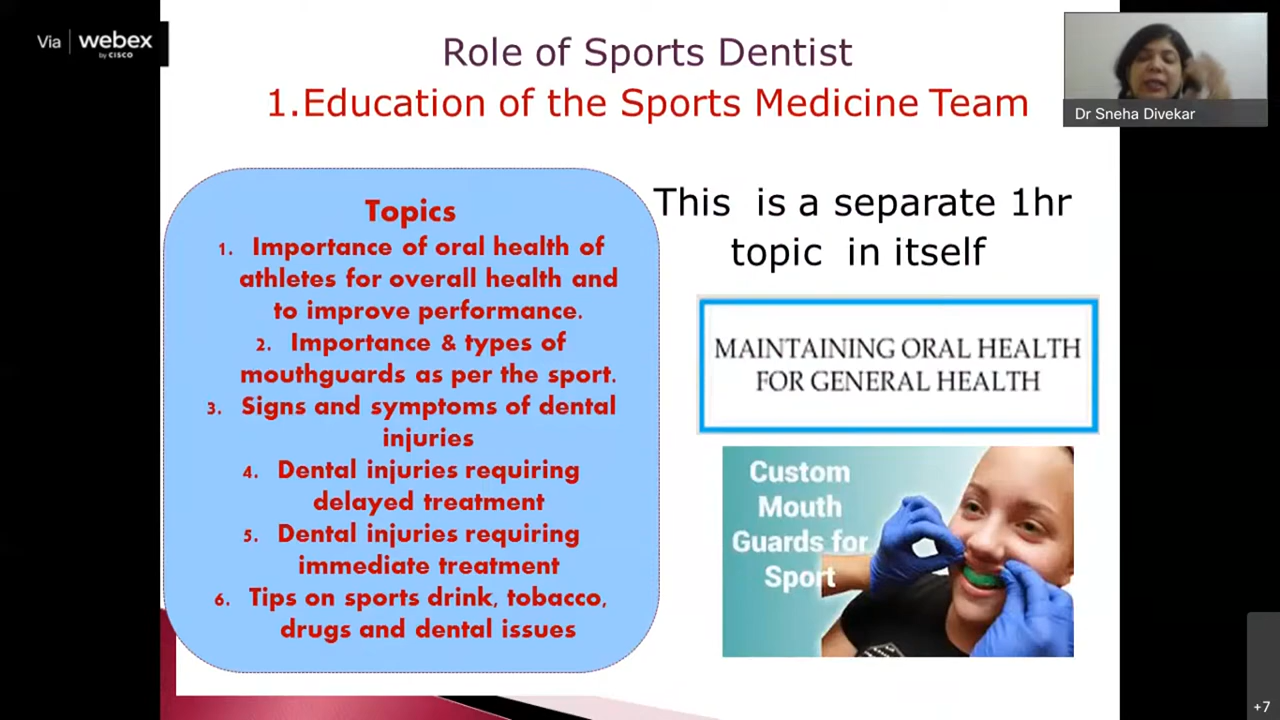 Via | webex
by CISCO
Role of Sports Dentist
1.Education of the Sports Medicine Team
Dr Sneha Divekar
Topics
1. Importance of oral health of
athletes for overall health and
to improve performance.
2. Importance & types of
mouthguards as per the sport.
3. Signs and symptoms of dental
injuries
4. Dental injuries requiring
delayed treatment
5. Dental injuries requiring
immediate treatment
6. Tips on sports drink, tobacco,
drugs and dental issues
This is a separate 1hr
topic in itself
MAINTAINING ORAL HEALTH
FOR GENERAL HEALTH
Custom
Mouth
Guards for
Sport
+7